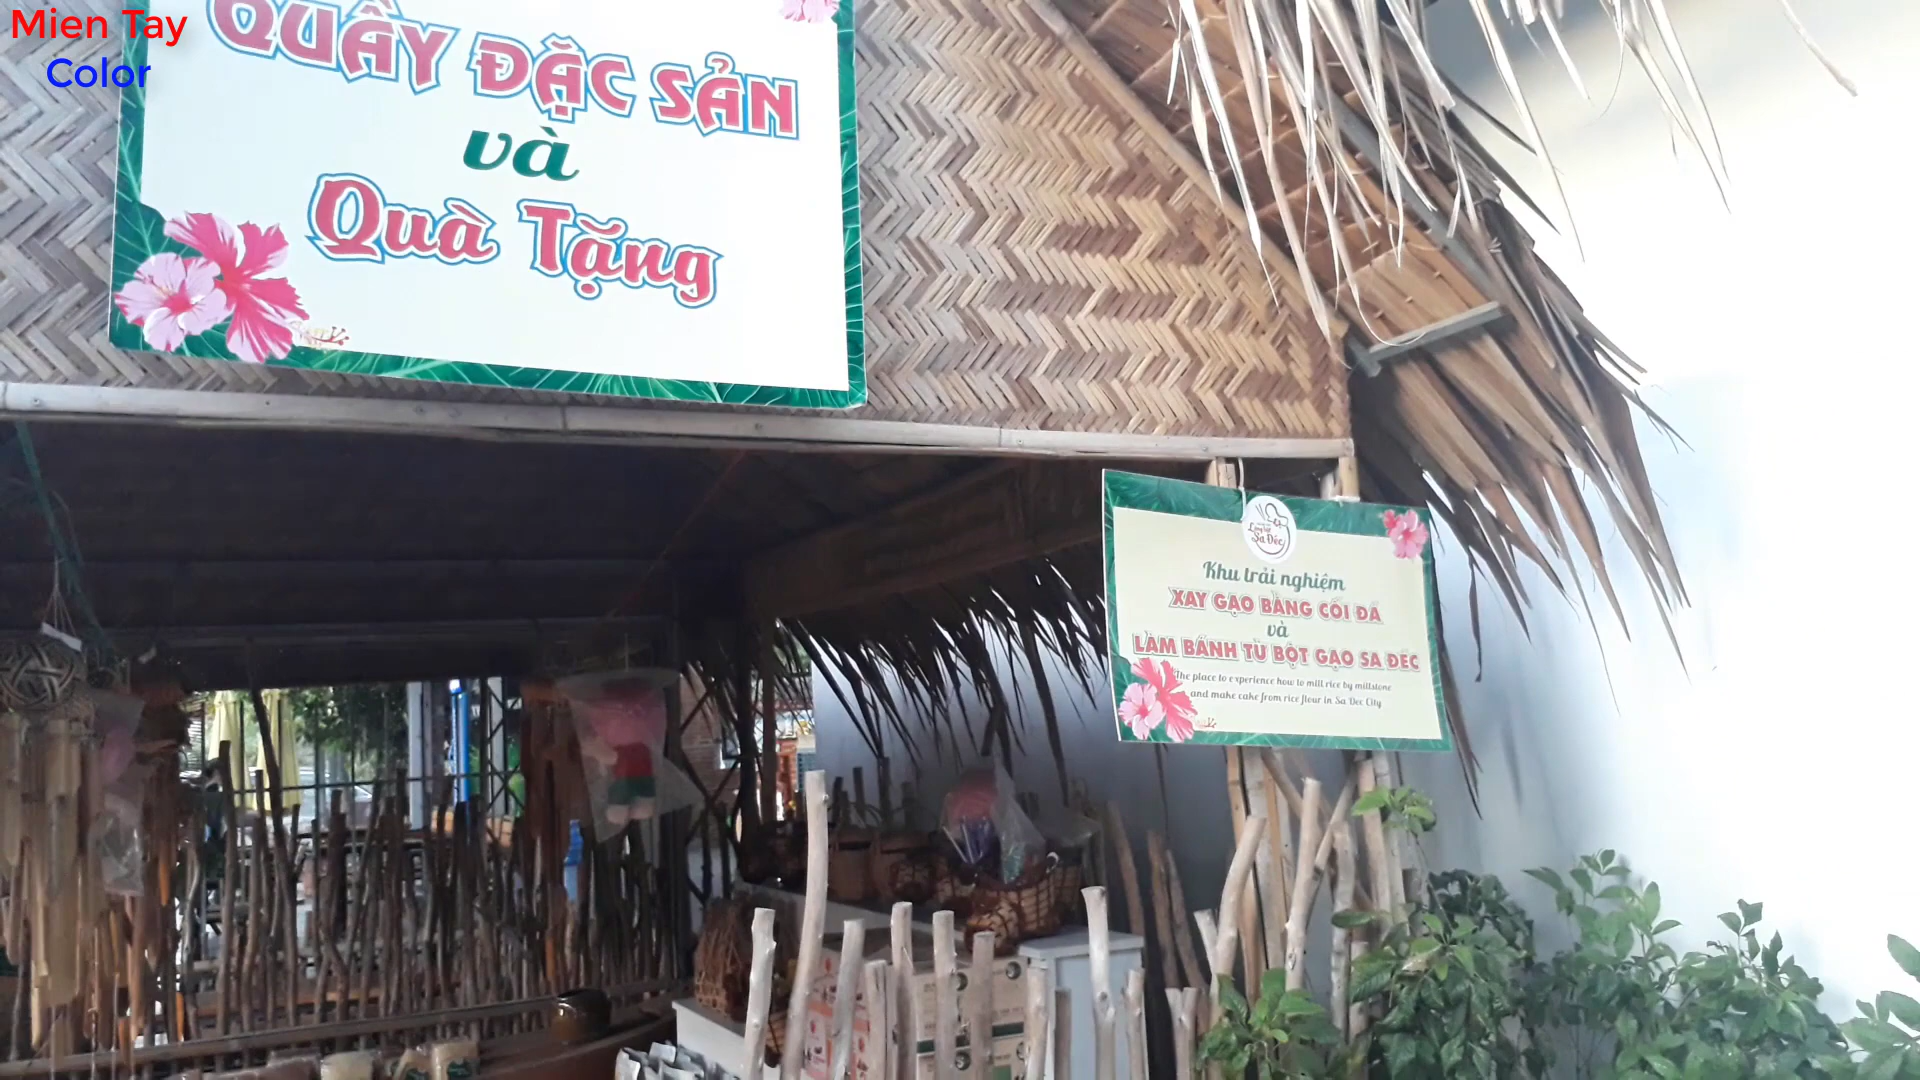 Mien Tay
Color
QUẦY ĐẶC SẢN
và
Quà Tặng
Làng bột
Sa Đéc
Khu trải nghiệm
XAY GẠO BẰNG CỐI ĐÁ
và
LÀM BÁNH TỪ BỘT GẠO SA ĐÉC
The place to experience how to mill rice by millstone
and make cake from rice flour in Sa Dec City